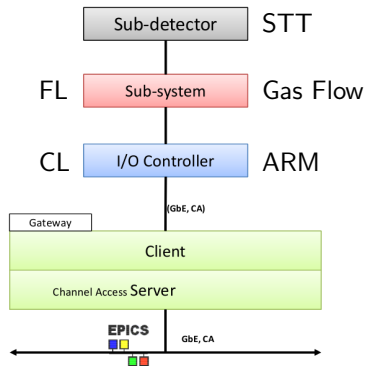 Sub-detector STT
FL Sub-system Gas Flow
CL I/O Controller ARM
(GbE, CA)
Gateway
Client
Channel Access Server
EPICS
GbE, CA